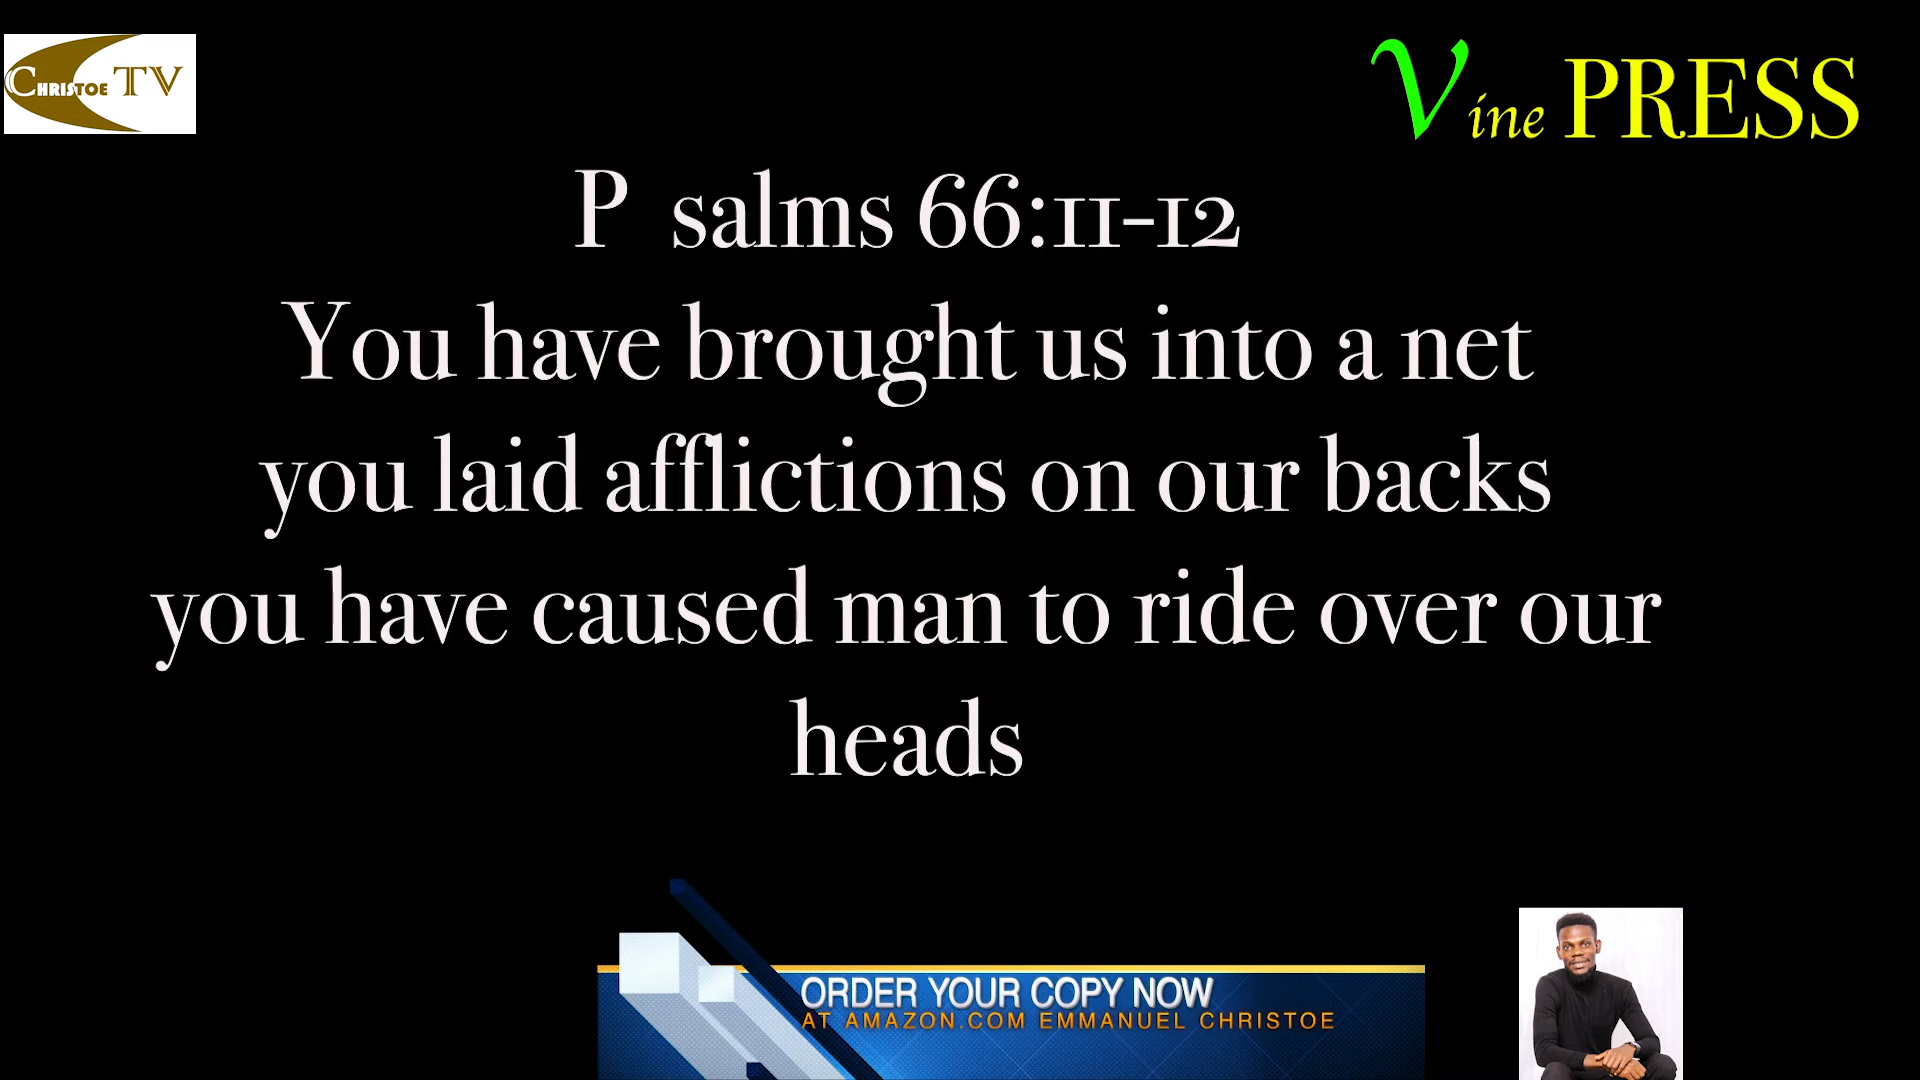 CHRISTOE TV
Vine PRESS
P salms 66:11-12
You have brought us into a net
you laid afflictions on our backs
you have caused man to ride over our
heads
ORDER YOUR COPY NOW
AT AMAZON.COM EMMANUEL CHRISTOE